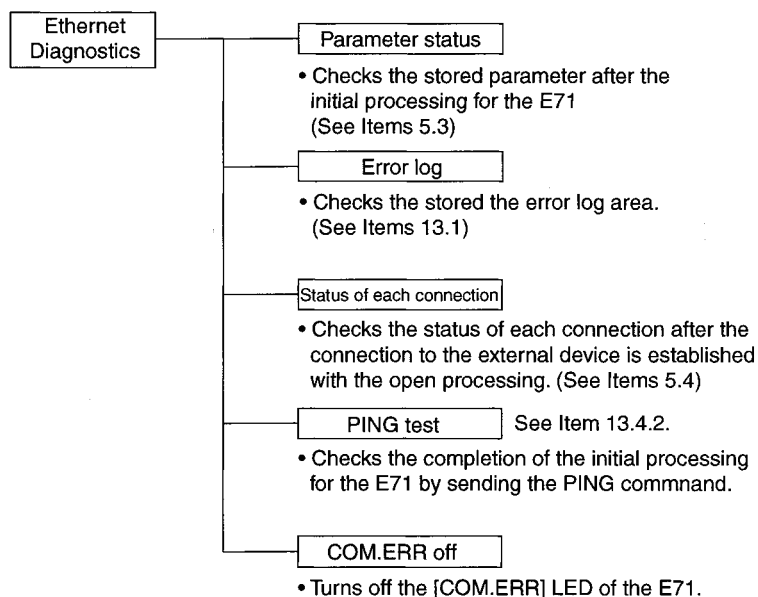 Ethernet
Diagnostics
Parameter status
• Checks the stored parameter after the
initial processing for the E71
(See Items 5.3)
Error log
• Checks the stored the error log area.
(See Items 13.1)
Status of each connection
• Checks the status of each connection after the
connection to the external device is established
with the open processing. (See Items 5.4)
PING test See Item 13.4.2.
• Checks the completion of the initial processing
for the E71 by sending the PING commnand.
COM.ERR off
• Turns off the [COM.ERR] LED of the E71.